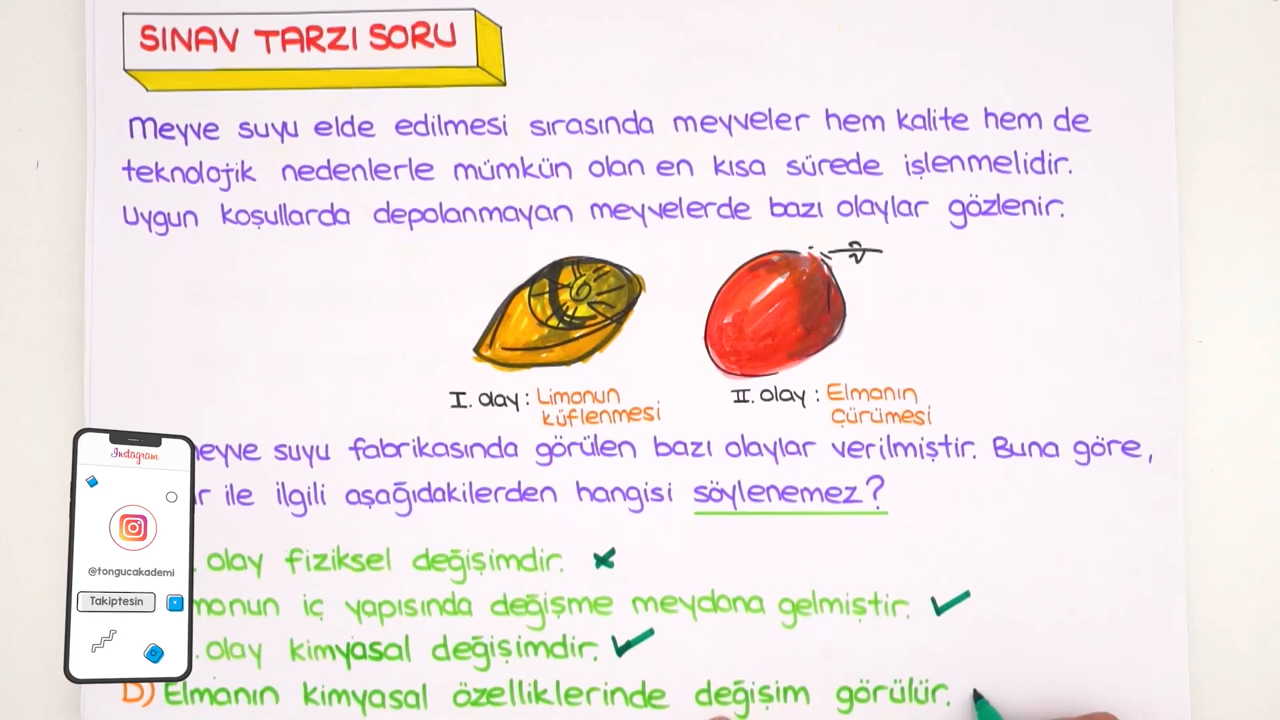 SINAV TARZI SORU
Meyve suyu elde edilmesi sırasında meyveler hem kalite hem de
teknolojik nedenlerle mümkün olan en kısa sürede işlenmelidir.
Uygun koşullarda depolanmayan meyvelerde bazı olaylar gözlenir.
I. olay : Limonun
küflenmesi
II. olay : Elmanın
çürümesi
suyu fabrikasında görülen bazı olaylar verilmiştir. Buna göre,
ile ilgili aşağıdakilerden hangisi söylenemez?
olay fiziksel değişimdir.
iç yapısında değişme meydana gelmiştir.
olay kimyasal değişimdir.
D) Elmanın kimyasal özelliklerinde değişim görülür.
Instagram
@tongucakademi
Takiptesin